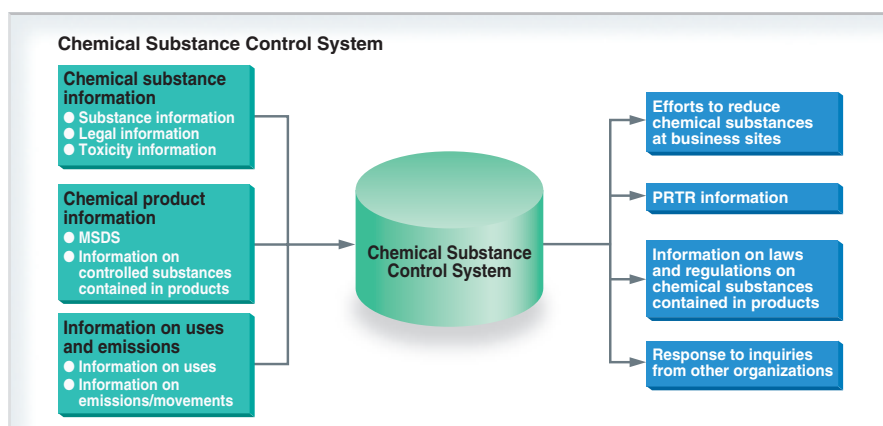 Chemical Substance Control System
Chemical substance
information
● Substance information
● Legal information
● Toxicity information
Chemical product
information
● MSDS
● Information on
controlled substances
contained in products
Information on uses
and emissions
● Information on uses
● Information on
emissions/movements
Chemical Substance
Control System
Efforts to reduce
chemical substances
at business sites
PRTR information
Information on laws
and regulations on
chemical substances
contained in products
Response to inquiries
from other organizations